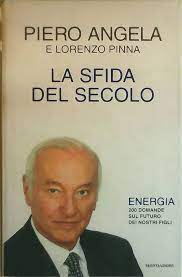 PIERO ANGELA
E LORENZO PINNA
LA SFIDA
DEL SECOLO
ENERGIA
200 DOMANDE
SUL FUTURO
DEI NOSTRI FIGLI
MONDADORI